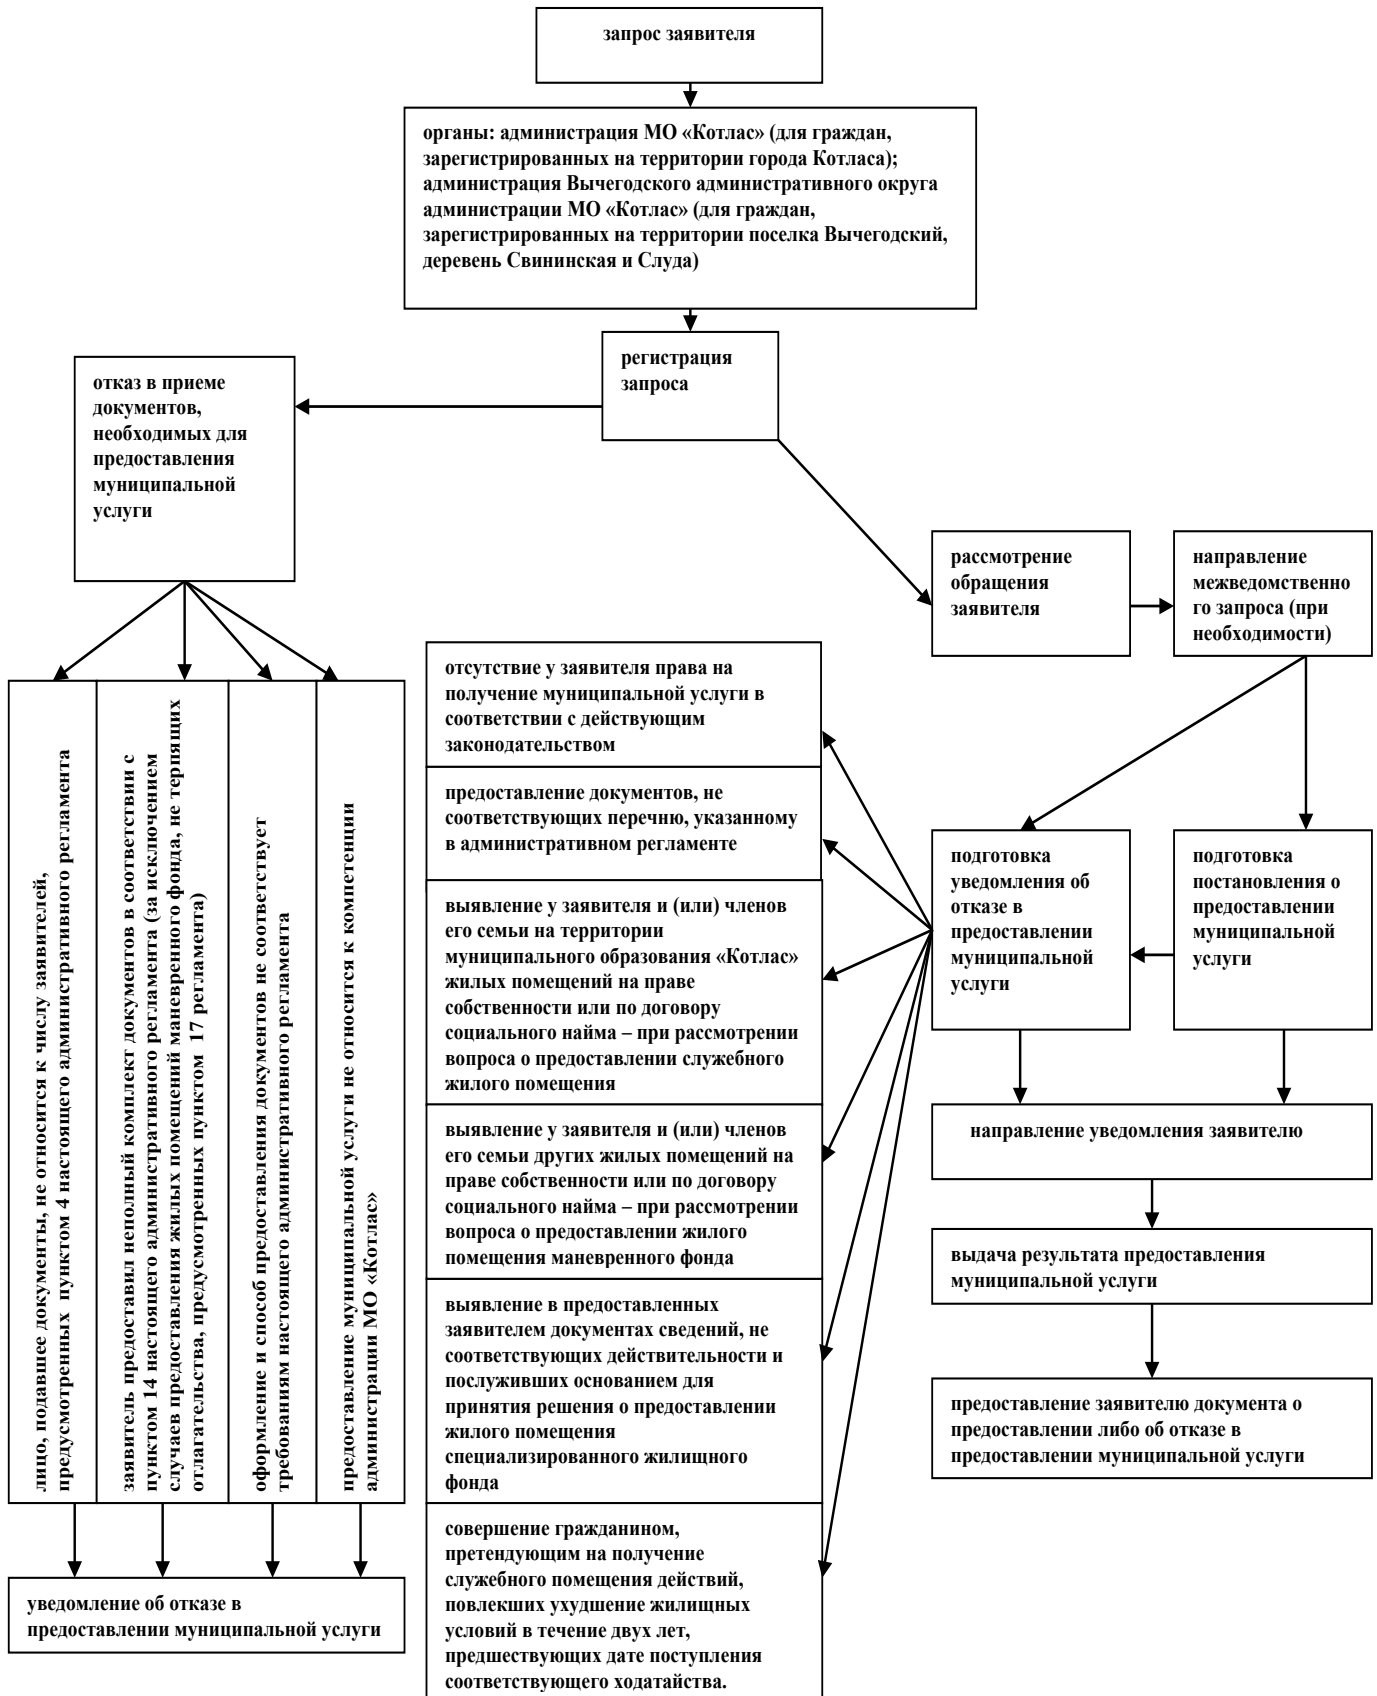 запрос заявителя
органы: администрация МО «Котлас» (для граждан,
зарегистрированных на территории города Котласа);
администрация Вычегодского административного округа
администрации МО «Котлас» (для граждан,
зарегистрированных на территории поселка Вычегодский,
деревень Свининская и Слуда)
регистрация
запроса
отказ в приеме
документов,
необходимых для
предоставления
муниципальной
услуги
рассмотрение
обращения
заявителя
направление
межведомственно
го запроса (при
необходимости)
лицо, подавшее документы, не относится к числу заявителей,
предусмотренных пунктом 4 настоящего административного регламента
заявитель предоставил неполный комплект документов в соответствии с
пунктом 14 настоящего административного регламента (за исключением
случаев предоставления жилых помещений маневренного фонда, не терпящих
отлагательства, предусмотренных пунктом 17 регламента)
оформление и способ предоставления документов не соответствует
требованиям настоящего административного регламента
предоставление муниципальной услуги не относится к компетенции
администрации МО «Котлас»
уведомление об отказе в
предоставлении муниципальной услуги
отсутствие у заявителя права на
получение муниципальной услуги в
соответствии с действующим
законодательством
предоставление документов, не
соответствующих перечню, указанному
в административном регламенте
выявление у заявителя и (или) членов
его семьи на территории
муниципального образования «Котлас»
жилых помещений на праве
собственности или по договору
социального найма – при рассмотрении
вопроса о предоставлении служебного
жилого помещения
выявление у заявителя и (или) членов
его семьи других жилых помещений на
праве собственности или по договору
социального найма – при рассмотрении
вопроса о предоставлении жилого
помещения маневренного фонда
выявление в предоставленных
заявителем документах сведений, не
соответствующих действительности и
послуживших основанием для
принятия решения о предоставлении
жилого помещения
специализированного жилищного
фонда
совершение гражданином,
претендующим на получение
служебного помещения действий,
повлекших ухудшение жилищных
условий в течение двух лет,
предшествующих дате поступления
соответствующего ходатайства.
подготовка
уведомления об
отказе в
предоставлении
муниципальной
услуги
подготовка
постановления о
предоставлении
муниципальной
услуги
направление уведомления заявителю
выдача результата предоставления
муниципальной услуги
предоставление заявителю документа о
предоставлении либо об отказе в
предоставлении муниципальной услуги